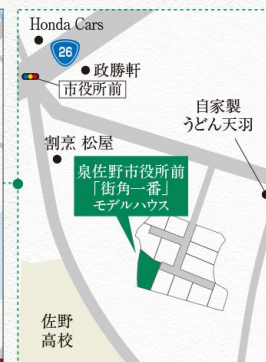 Honda Cars
26
政勝軒
市役所前
自家製
うどん天羽
割烹 松屋
泉佐野市役所前
「街角一番」
モデルハウス
佐野
高校